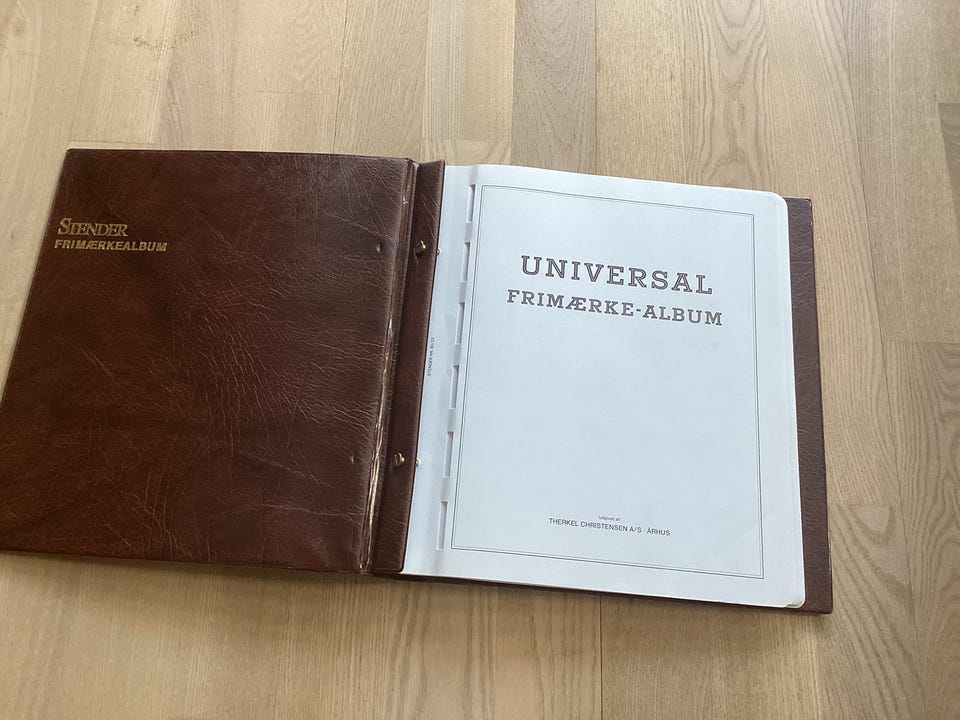 STENDER
FRIMÆRKEALBUM
UNIVERSAL
FRIMÆRKE-ALBUM
Udgivet af:
THERKEL CHRISTENSEN A/S · ÅRHUS